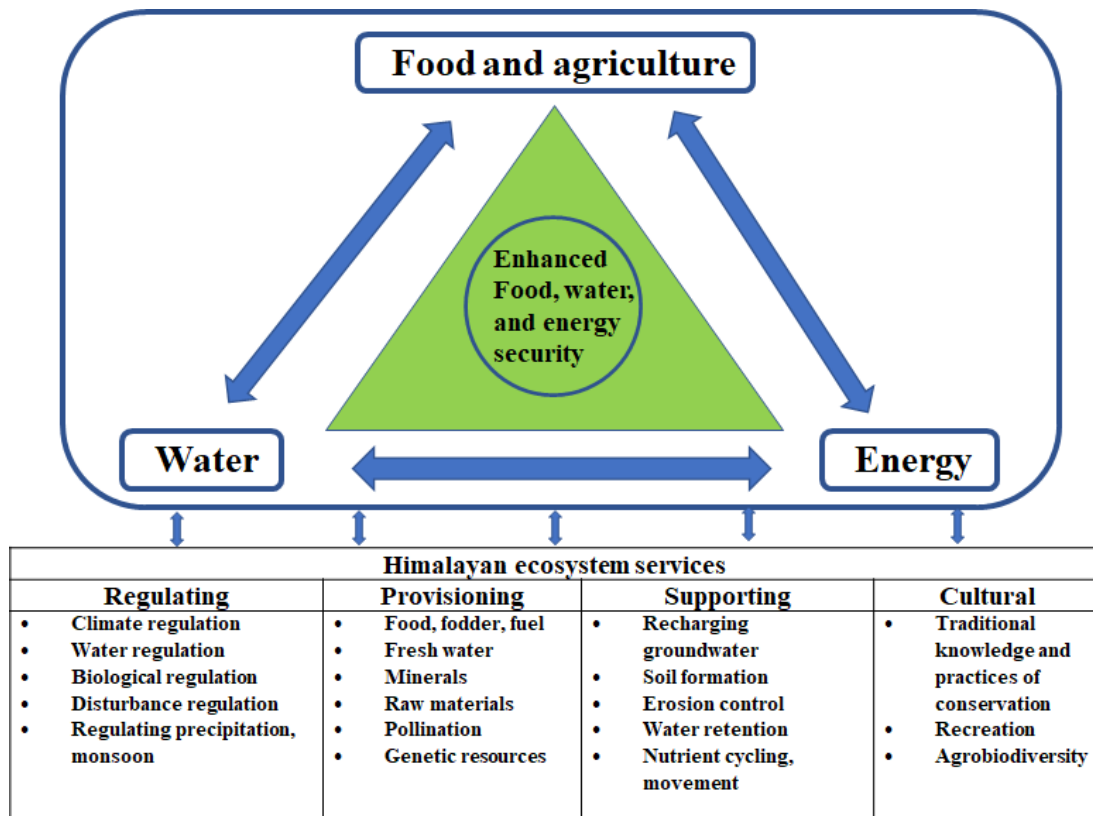 Food and agriculture
Enhanced
Food, water,
and energy
security
Water
Energy
Himalayan ecosystem services
Regulating
• Climate regulation
• Water regulation
• Biological regulation
• Disturbance regulation
• Regulating precipitation,
monsoon
Provisioning
• Food, fodder, fuel
• Fresh water
• Minerals
• Raw materials
• Pollination
• Genetic resources
Supporting
• Recharging
groundwater
• Soil formation
• Erosion control
• Water retention
• Nutrient cycling,
movement
Cultural
• Traditional
knowledge and
practices of
conservation
• Recreation
• Agrobiodiversity